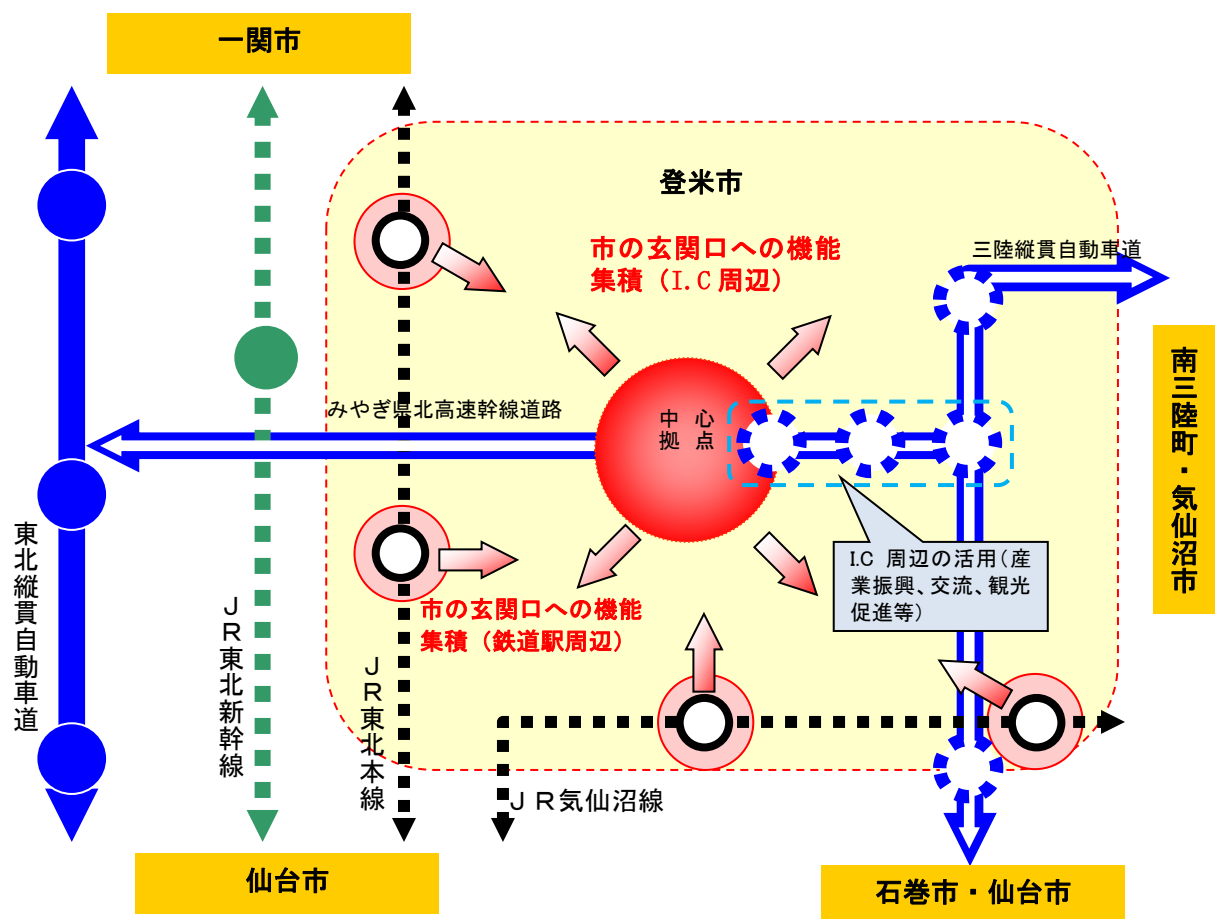 一関市
登米市
市の玄関口への機能
集積（I.C 周辺）
三陸縦貫自動車道
南三陸町・気仙沼市
みやぎ県北高速幹線道路
中 心
拠 点
東北縦貫自動車道
ＪＲ東北新幹線
ＪＲ東北本線
I.C 周辺の活用（産
業振興、交流、観光
促進等）
市の玄関口への機能
集積（鉄道駅周辺）
ＪＲ気仙沼線
仙台市
石巻市・仙台市